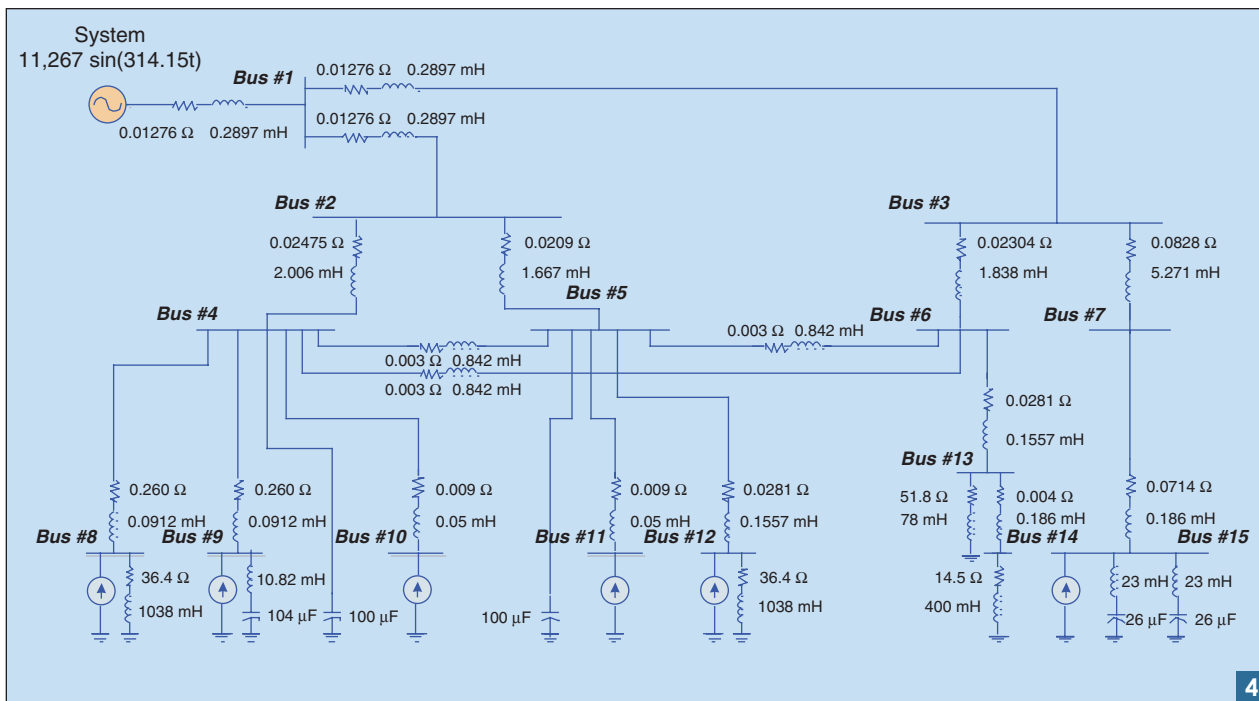 System
11,267 sin(314.15t)
Bus #1
0.01276 Ω 0.2897 mH
0.01276 Ω 0.2897 mH
0.01276 Ω 0.2897 mH
Bus #2
Bus #3
0.02475 Ω
2.006 mH
0.0209 Ω
1.667 mH
0.02304 Ω
1.838 mH
0.0828 Ω
5.271 mH
Bus #4
Bus #5
Bus #6
Bus #7
0.003 Ω 0.842 mH
0.003 Ω 0.842 mH
0.003 Ω 0.842 mH
0.0281 Ω
0.1557 mH
Bus #13
0.260 Ω
0.0912 mH
0.260 Ω
0.0912 mH
0.009 Ω
0.05 mH
0.009 Ω
0.05 mH
0.0281 Ω
0.1557 mH
51.8 Ω
78 mH
0.004 Ω
0.186 mH
0.0714 Ω
0.186 mH
Bus #8
Bus #9
Bus #10
Bus #11
Bus #12
Bus #14
Bus #15
36.4 Ω
1038 mH
10.82 mH
104 µF
100 µF
100 µF
36.4 Ω
1038 mH
14.5 Ω
400 mH
23 mH
26 µF
23 mH
26 µF
4